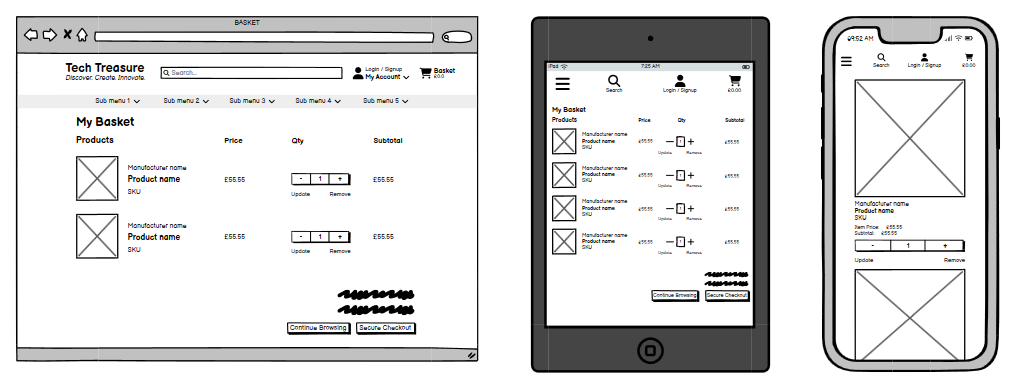 BASKET
Tech Treasure
Discover. Create. Innovate.
Search...
Login / Signup
My Account
Basket
£0.0
Sub menu 1
Sub menu 2
Sub menu 3
Sub menu 4
Sub menu 5
My Basket
Products Price Qty Subtotal
Manufacturer name
Product name £55.55 - 1 + £55.55
SKU
Update Remove
Manufacturer name
Product name £55.55 - 1 + £55.55
SKU
Update Remove
Continue Browsing Secure Checkout
iPad 7:25 AM
Search Login / Signup £0.00
My Basket
Products Price Qty Subtotal
Manufacturer name
Product name £55.55 1 £55.55
SKU
Update Remove
Manufacturer name
Product name £55.55 1 £55.55
SKU
Update Remove
Manufacturer name
Product name £55.55 1 £55.55
SKU
Update Remove
Manufacturer name
Product name £55.55 1 £55.55
SKU
Update Remove
Continue Browsing Secure Checkout
9:52 AM
Search Login / Signup £0.00
Manufacturer name
Product name
SKU
Item Price: £55.55
Subtotal: £55.55
- 1 +
Update Remove